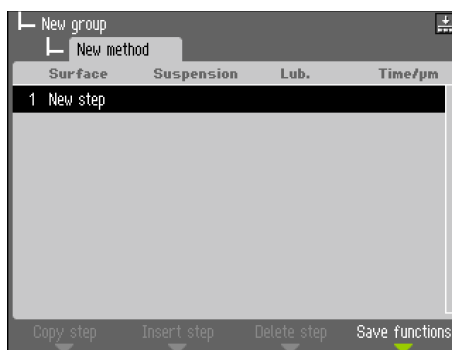 New group
New method
Surface Suspension Lub. Time/µm
1 New step
Copy step Insert step Delete step Save functions